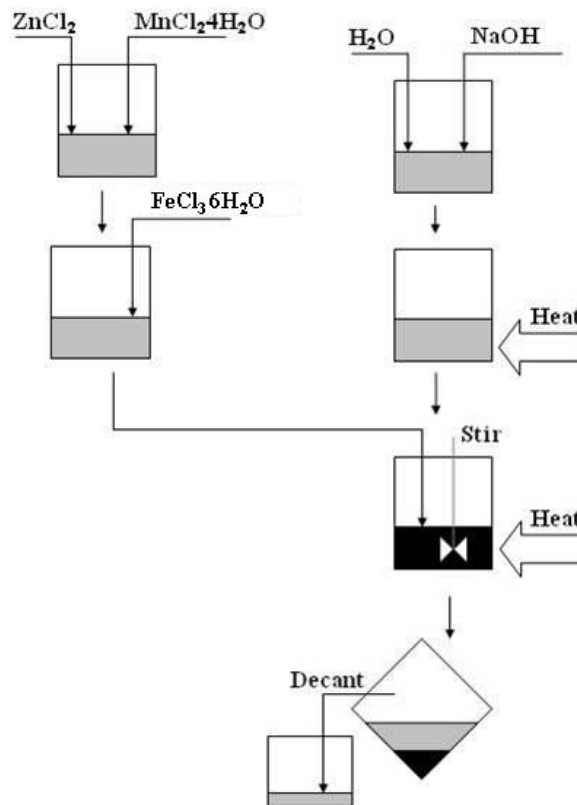 ZnCl₂ MnCl₂4H₂O
H₂O NaOH
FeCl₃6H₂O
Heat
Stir
Heat
Decant